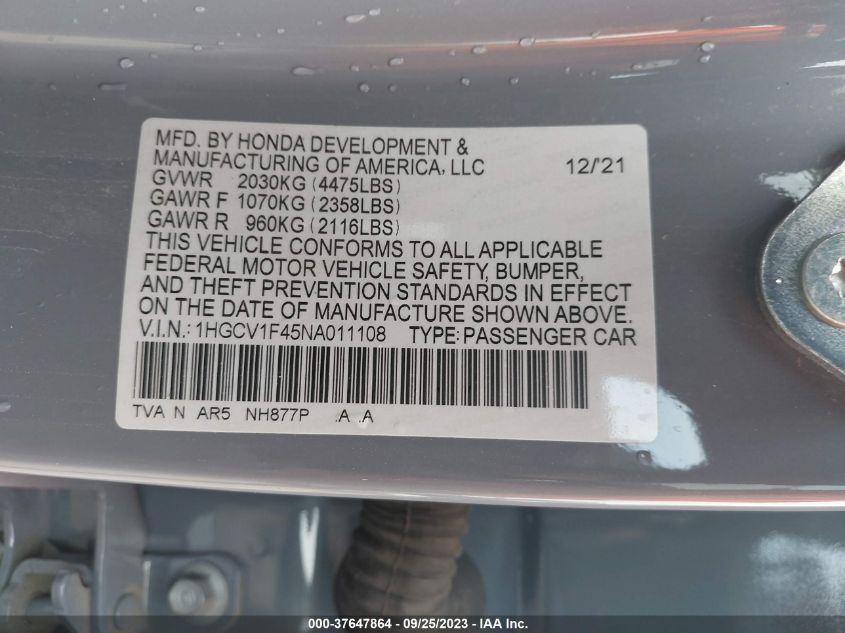 MFD. BY HONDA DEVELOPMENT &
MANUFACTURING OF AMERICA, LLC 12/'21
GVWR 2030KG (4475LBS)
GAWR F 1070KG (2358LBS)
GAWR R 960KG (2116LBS)
THIS VEHICLE CONFORMS TO ALL APPLICABLE
FEDERAL MOTOR VEHICLE SAFETY, BUMPER,
AND THEFT PREVENTION STANDARDS IN EFFECT
ON THE DATE OF MANUFACTURE SHOWN ABOVE.
V.I.N.: 1HGCV1F45NA011108 TYPE: PASSENGER CAR
TVA N AR5 NH877P .A .A
000-37647864 / 09/25/2023 / IAA Inc.